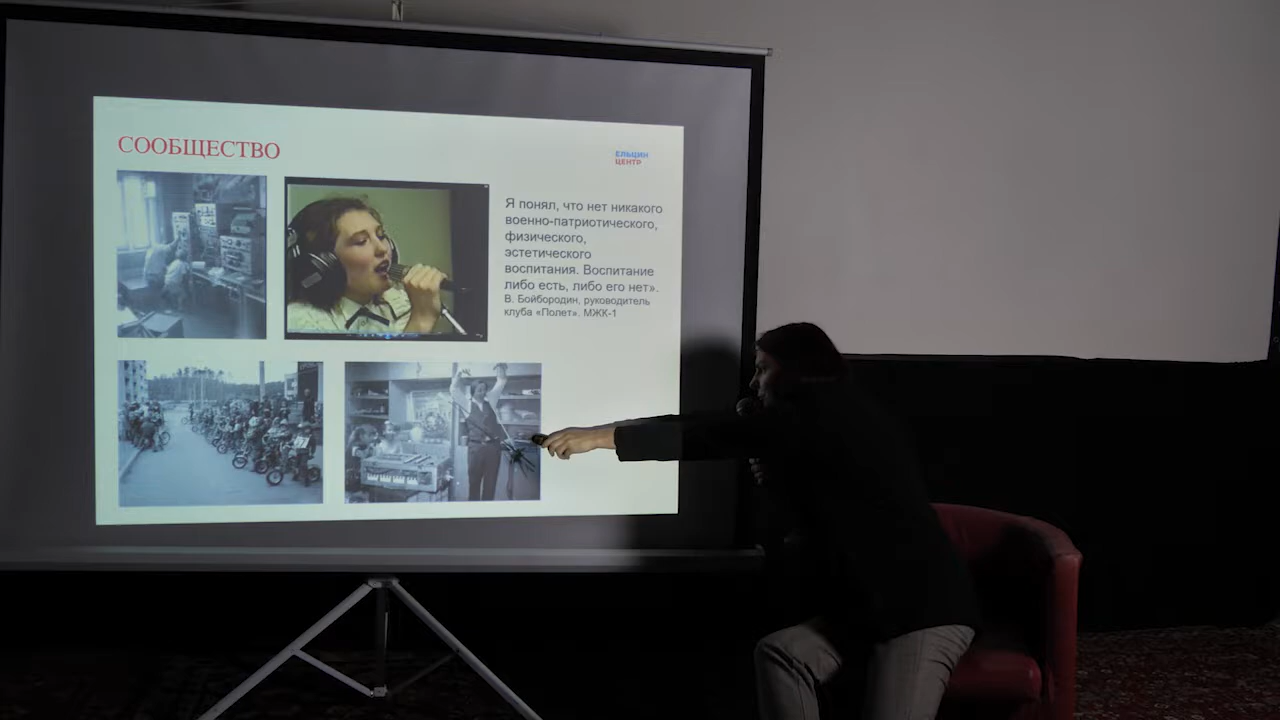 СООБЩЕСТВО
ЕЛЬЦИН
ЦЕНТР
Я понял, что нет никакого
военно-патриотического,
физического,
эстетического
воспитания. Воспитание
либо есть, либо его нет».
В. Бойбородин, руководитель
клуба «Полет». МЖК-1